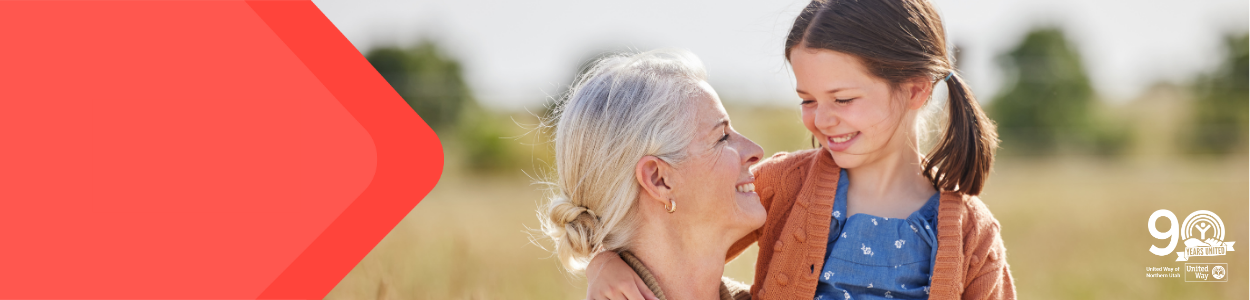 90
YEARS UNITED
United Way of
Northern Utah
United
Way